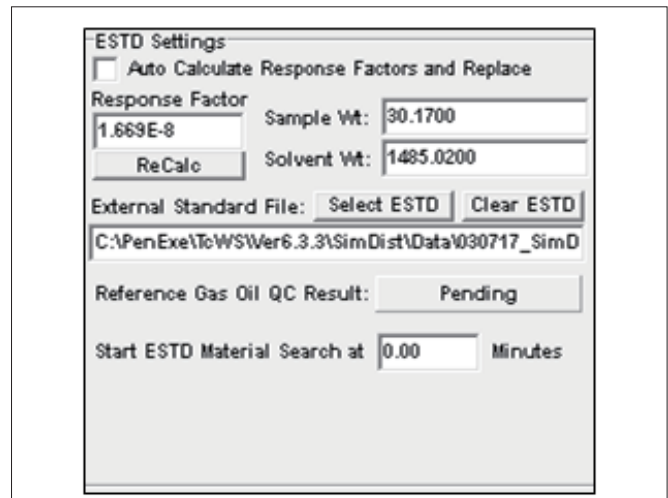 ESTD Settings
Auto Calculate Response Factors and Replace
Response Factor
1.669E-8
ReCalc
Sample Wt: 30.1700
Solvent Wt: 1485.0200
External Standard File: Select ESTD Clear ESTD
C:\PenExe\TcWS\Ver6.3.3\SimDist\Data\030717_SimD
Reference Gas Oil QC Result: Pending
Start ESTD Material Search at 0.00 Minutes